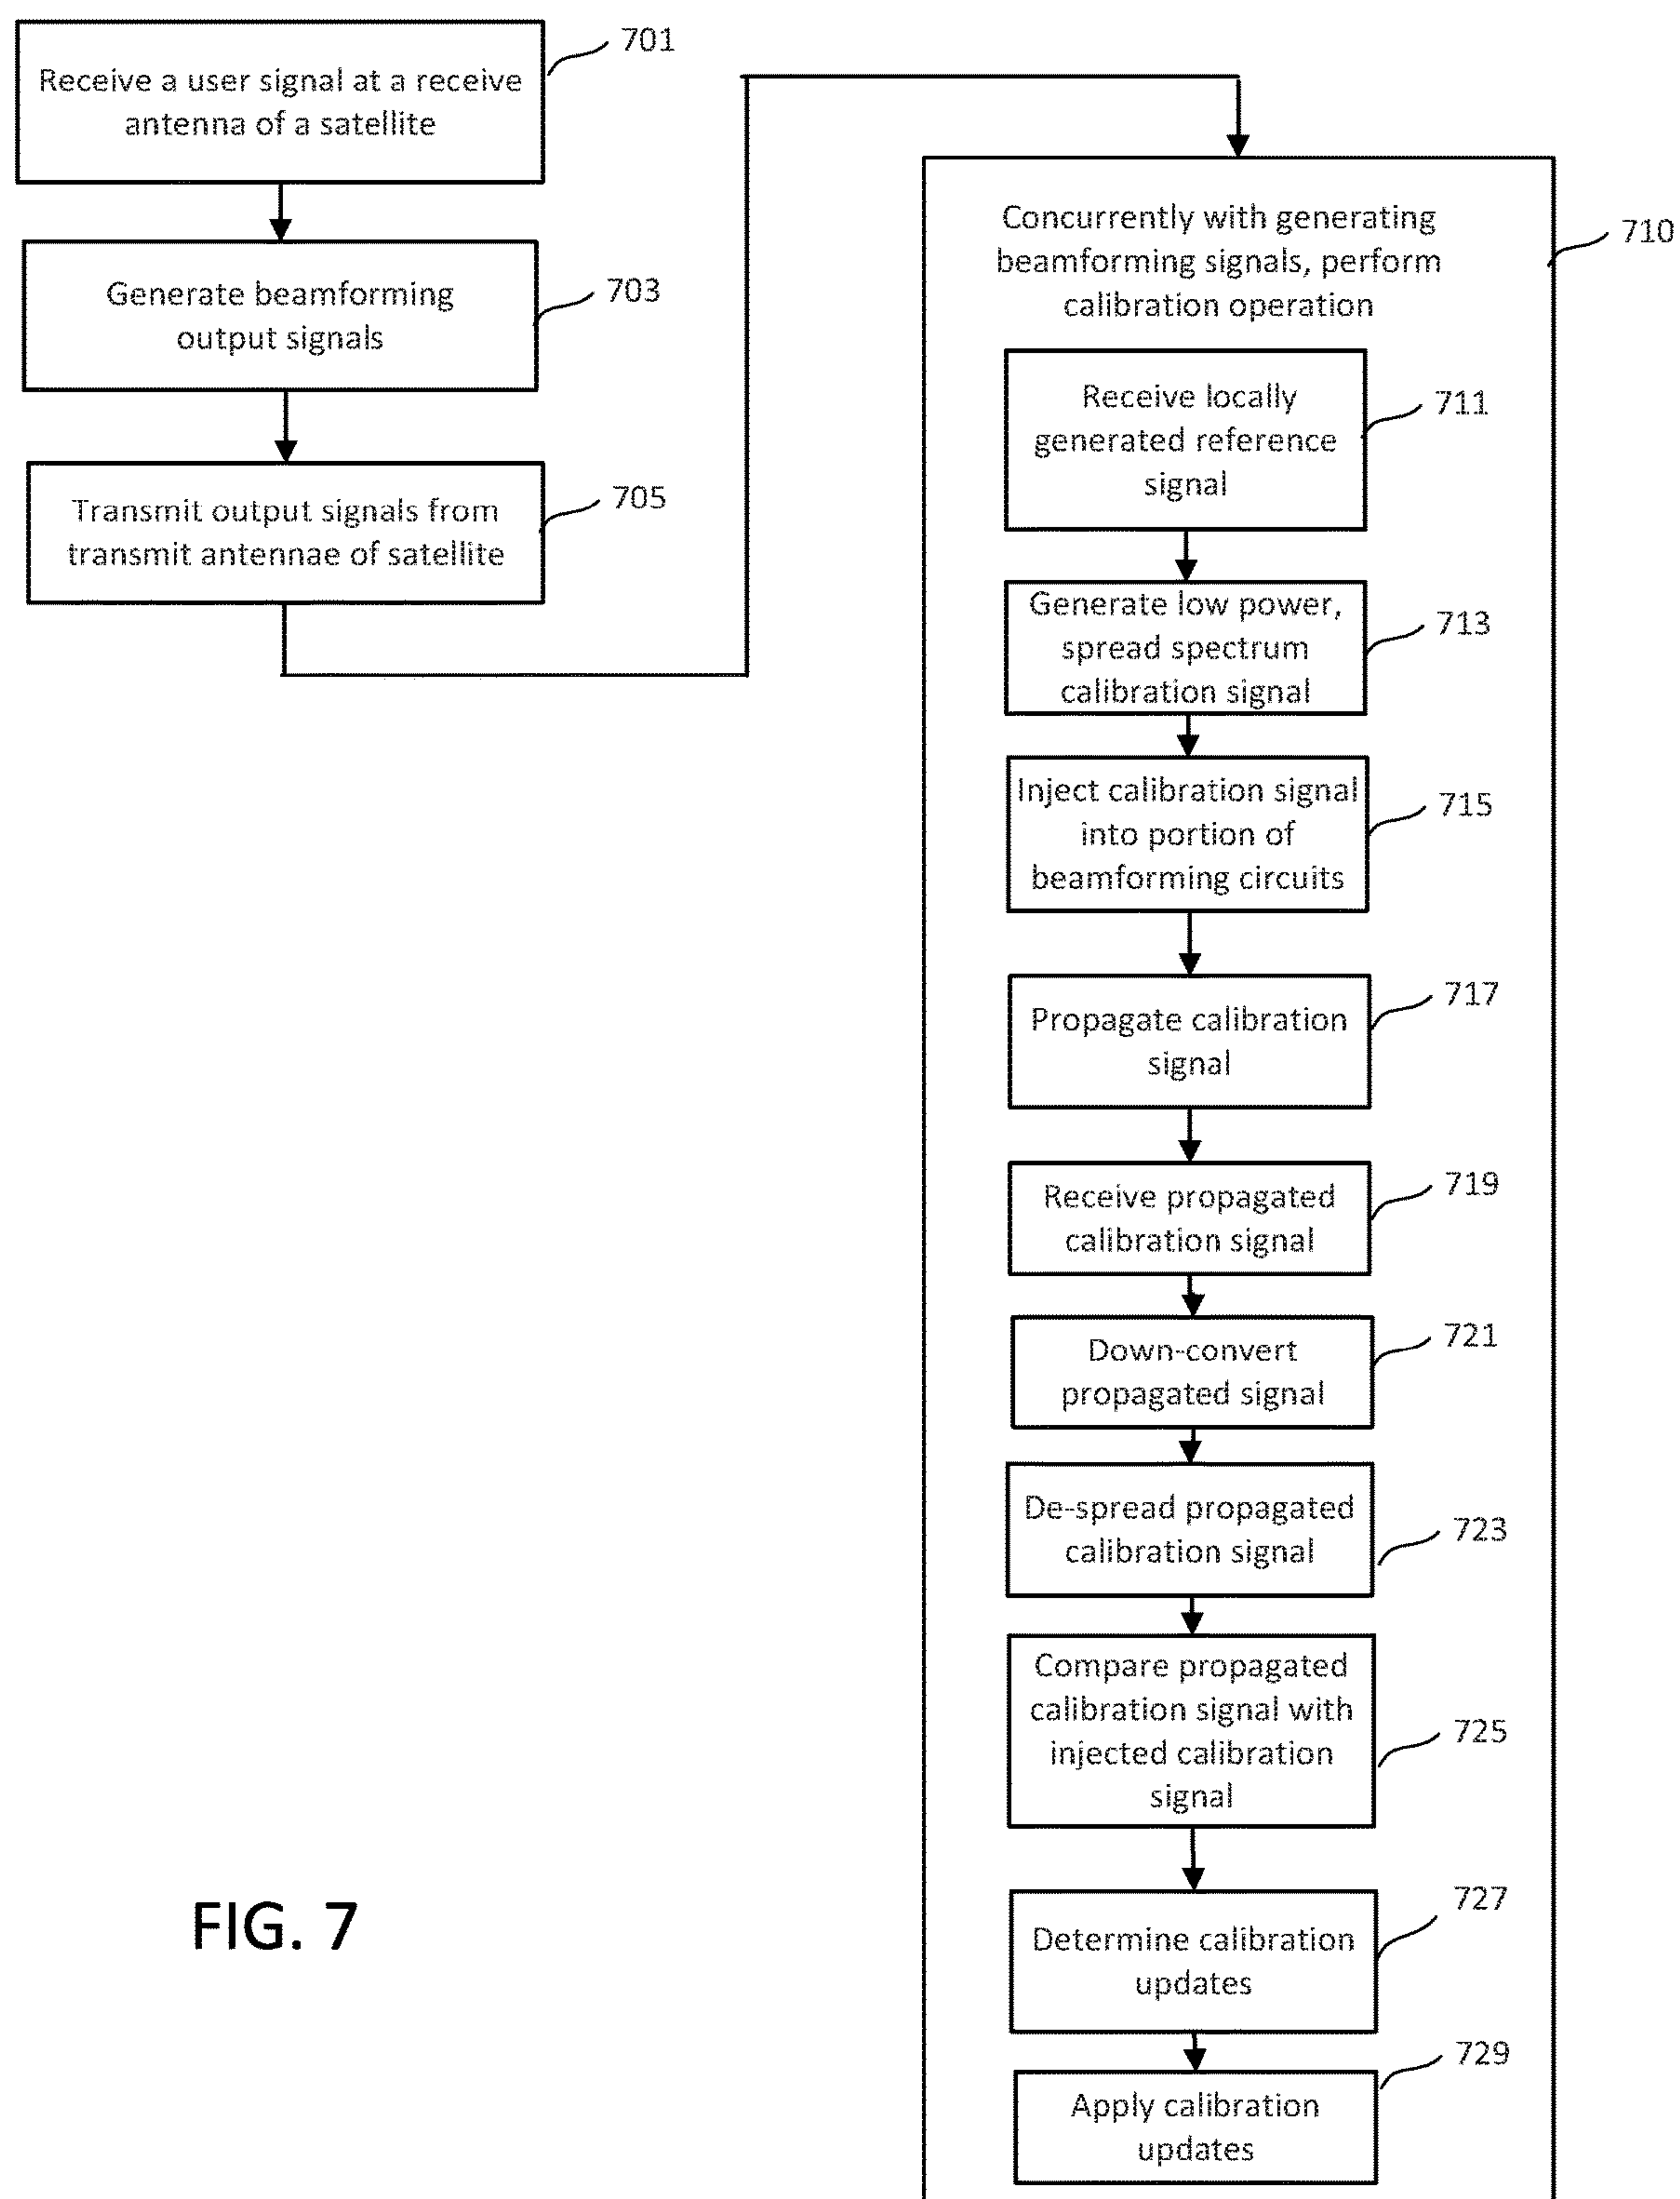 Receive a user signal at a receive
antenna of a satellite
701
Generate beamforming
output signals
703
Transmit output signals from
transmit antennae of satellite
705
Concurrently with generating
beamforming signals, perform
calibration operation
710
Receive locally
generated reference
signal
711
Generate low power,
spread spectrum
calibration signal
713
Inject calibration signal
into portion of
beamforming circuits
715
Propagate calibration
signal
717
Receive propagated
calibration signal
719
Down-convert
propagated signal
721
De-spread propagated
calibration signal
723
Compare propagated
calibration signal with
injected calibration
signal
725
Determine calibration
updates
727
Apply calibration
updates
729
FIG. 7